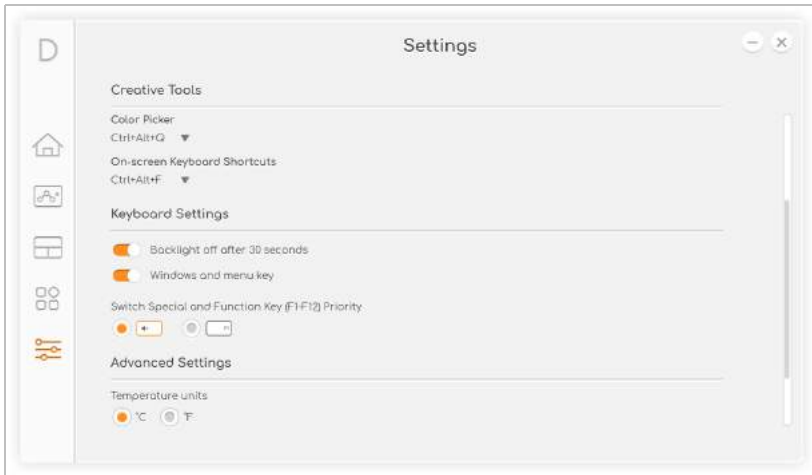 D
Settings
Creative Tools
Color Picker
Ctrl+Alt+Q
On-screen Keyboard Shortcuts
Ctrl+Alt+F
Keyboard Settings
Backlight off after 30 seconds
Windows and menu key
Switch Special and Function Key (F1-F12) Priority
Advanced Settings
Temperature units
°C °F